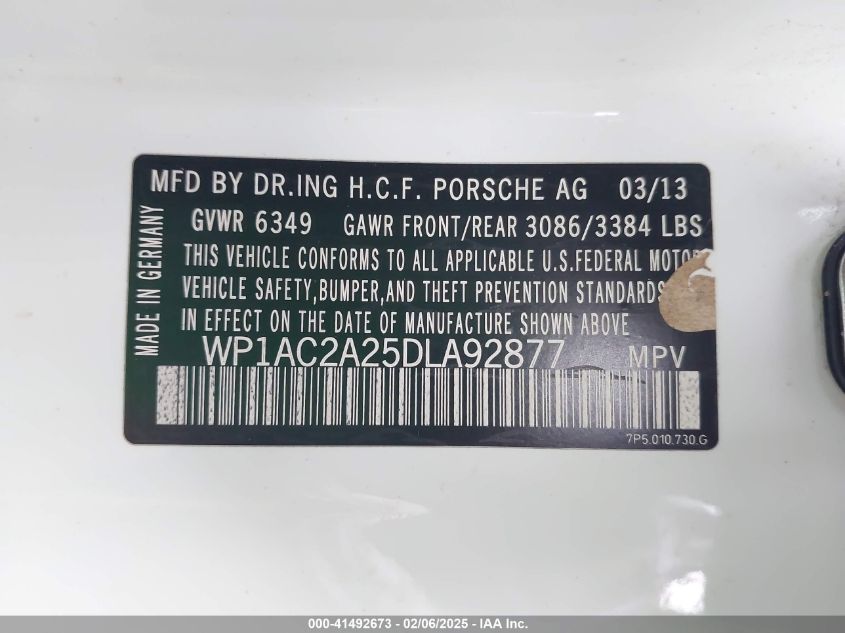 MFD BY DR.ING H.C.F. PORSCHE AG 03/13
GVWR 6349 GAWR FRONT/REAR 3086/3384 LBS
THIS VEHICLE CONFORMS TO ALL APPLICABLE U.S.FEDERAL MOTOR
VEHICLE SAFETY,BUMPER,AND THEFT PREVENTION STANDARDS
IN EFFECT ON THE DATE OF MANUFACTURE SHOWN ABOVE
MADE IN GERMANY
WP1AC2A25DLA92877 MPV
7P5.010.730.G
000-41492673 - 02/06/2025 - IAA Inc.